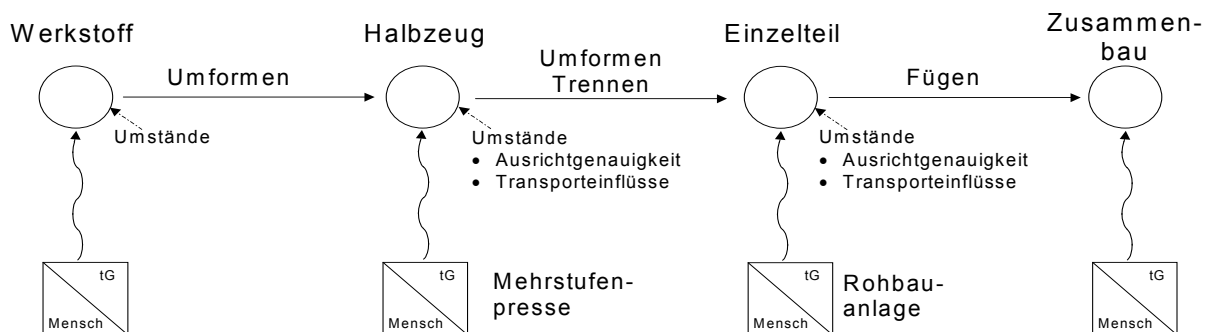 Werkstoff
Halbzeug
Einzelteil
Zusammen-
bau
Umformen
Umformen
Trennen
Fügen
Umstände
Umstände
• Ausrichtgenauigkeit
• Transporteinflüsse
Umstände
• Ausrichtgenauigkeit
• Transporteinflüsse
tG
Mensch
tG
Mensch
Mehrstufen-
presse
tG
Mensch
Rohbau-
anlage
tG
Mensch